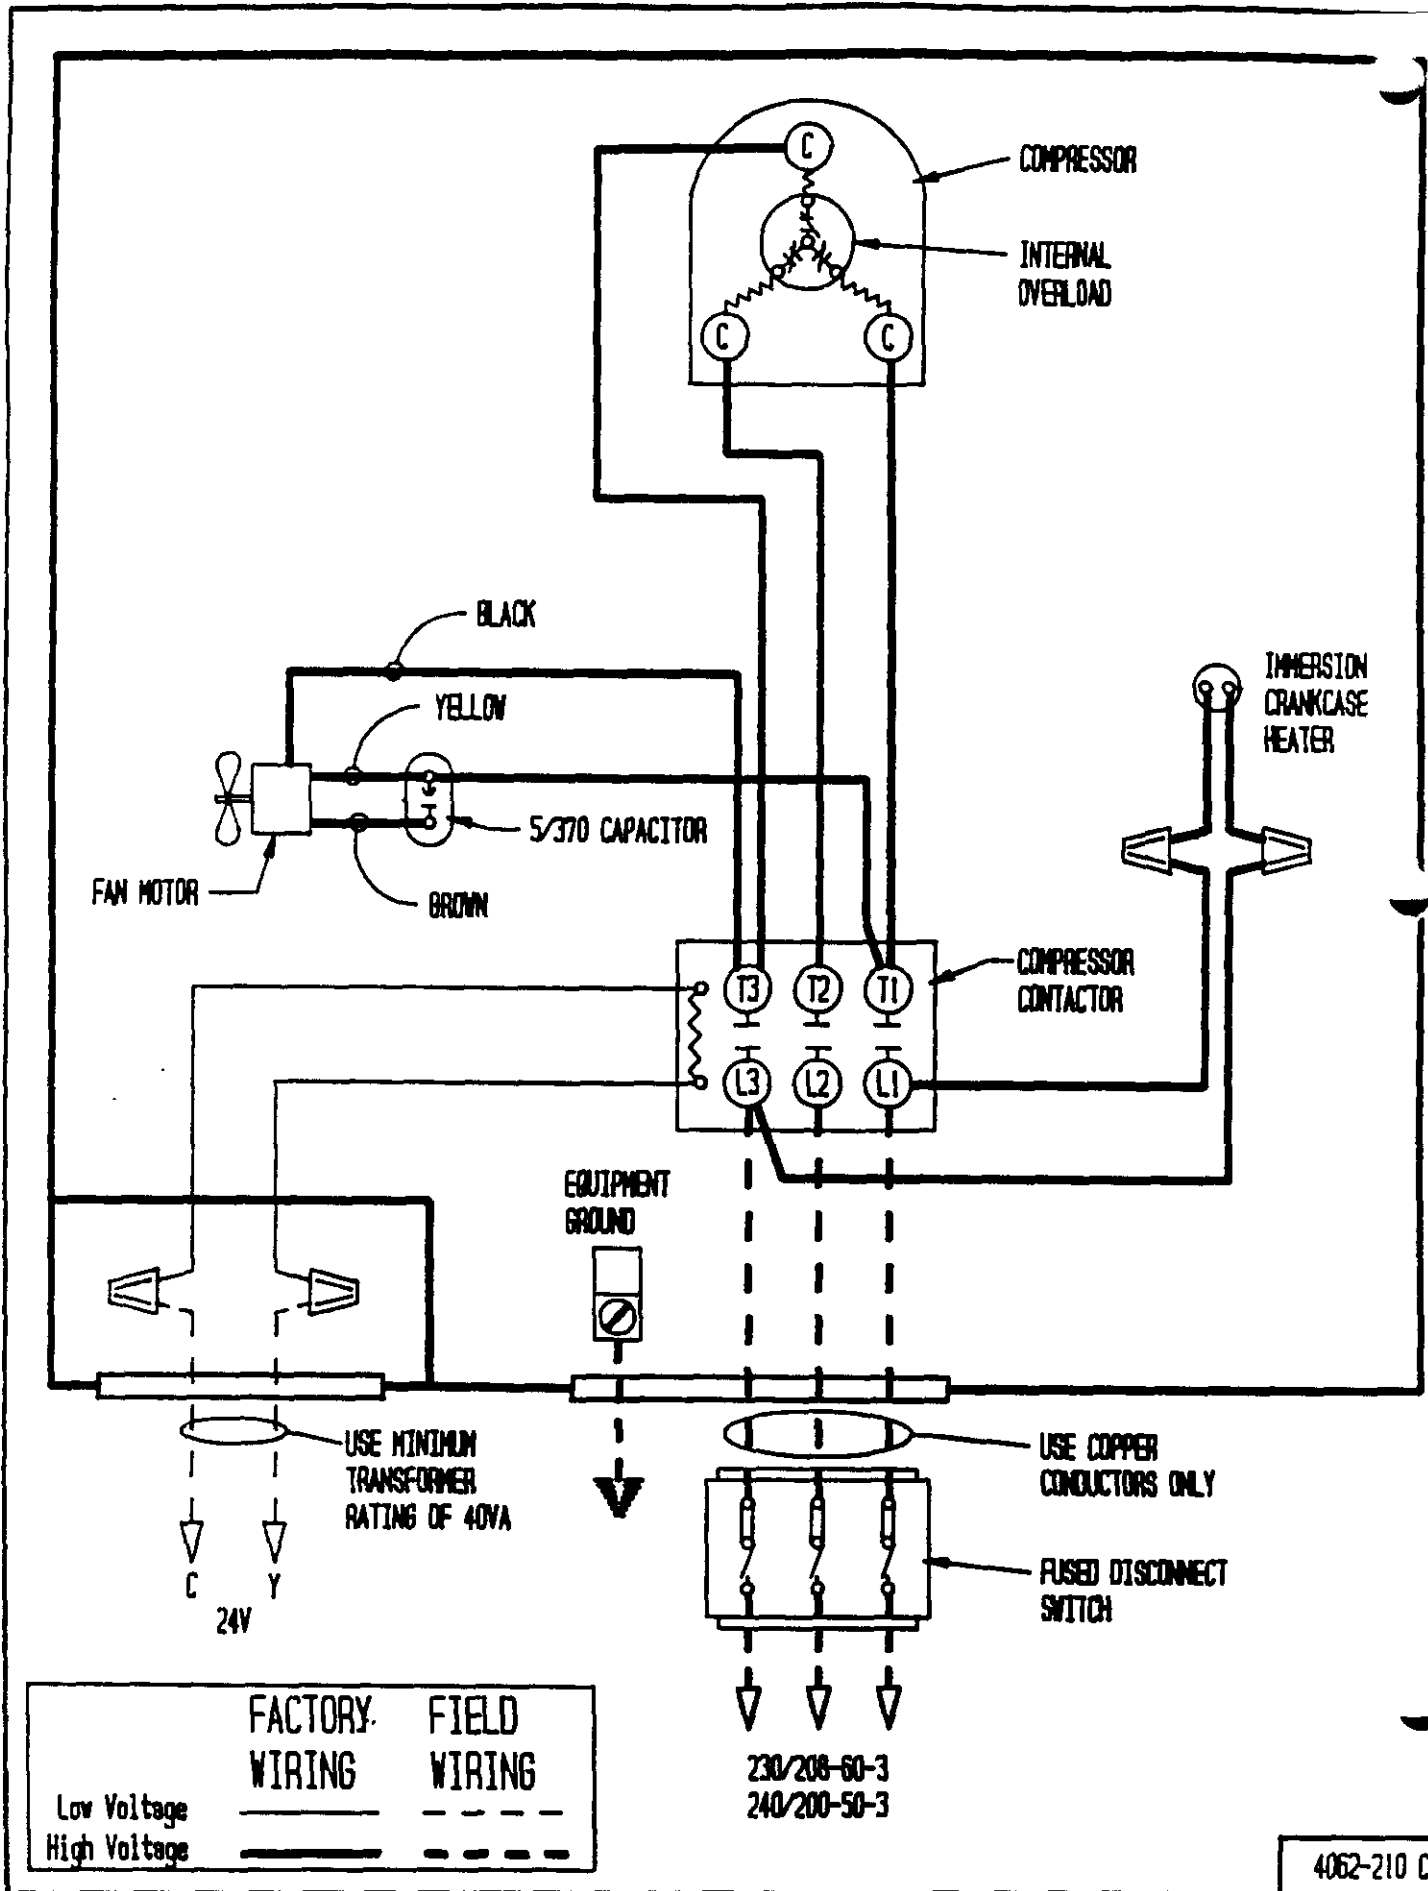 C
COMPRESSOR
INTERNAL
OVERLOAD
C
C
BLACK
YELLOW
IMMERSION
CRANKCASE
HEATER
5/370 CAPACITOR
FAN MOTOR
BROWN
COMPRESSOR
CONTACTOR
T3 T2 T1
L3 L2 L1
EQUIPMENT
GROUND
USE MINIMUM
TRANSFORMER
RATING OF 40VA
USE COPPER
CONDUCTORS ONLY
C Y
24V
FUSED DISCONNECT
SWITCH
FACTORY FIELD
WIRING WIRING
Low Voltage
High Voltage
230/208-60-3
240/200-50-3
4062-210 C